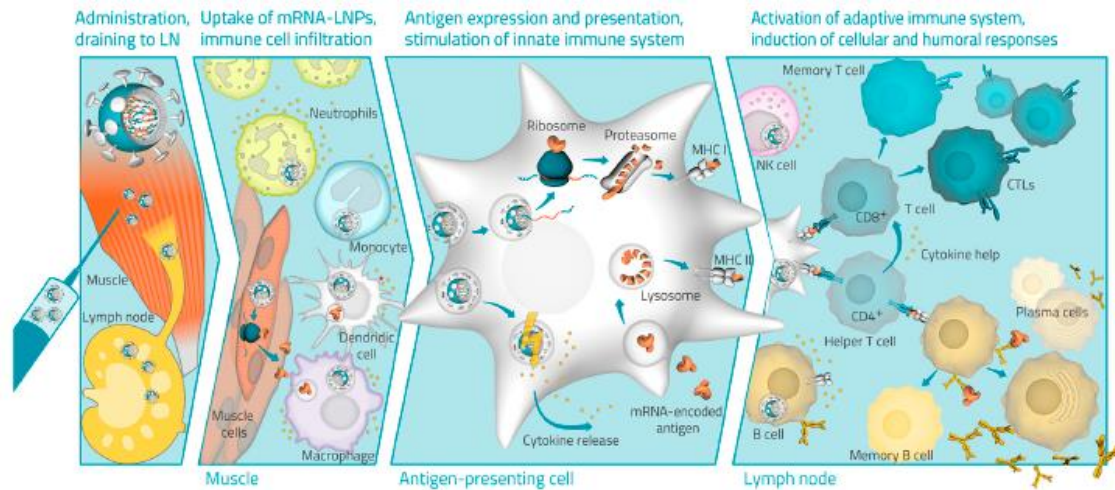 Administration,
draining to LN
Uptake of mRNA-LNPs,
immune cell infiltration
Antigen expression and presentation,
stimulation of innate immune system
Activation of adaptive immune system,
induction of cellular and humoral responses
Muscle
Lymph node
Neutrophils
Monocyte
Dendridic
cell
Muscle
cells
Macrophage
Muscle
Ribosome
Proteasome
MHC I
MHC II
Lysosome
mRNA-encoded
antigen
Cytokine release
Antigen-presenting cell
Memory T cell
NK cell
CTLs
CD8+
T cell
Cytokine help
CD4+
Helper T cell
Plasma cells
B cell
Memory B cell
Lymph node